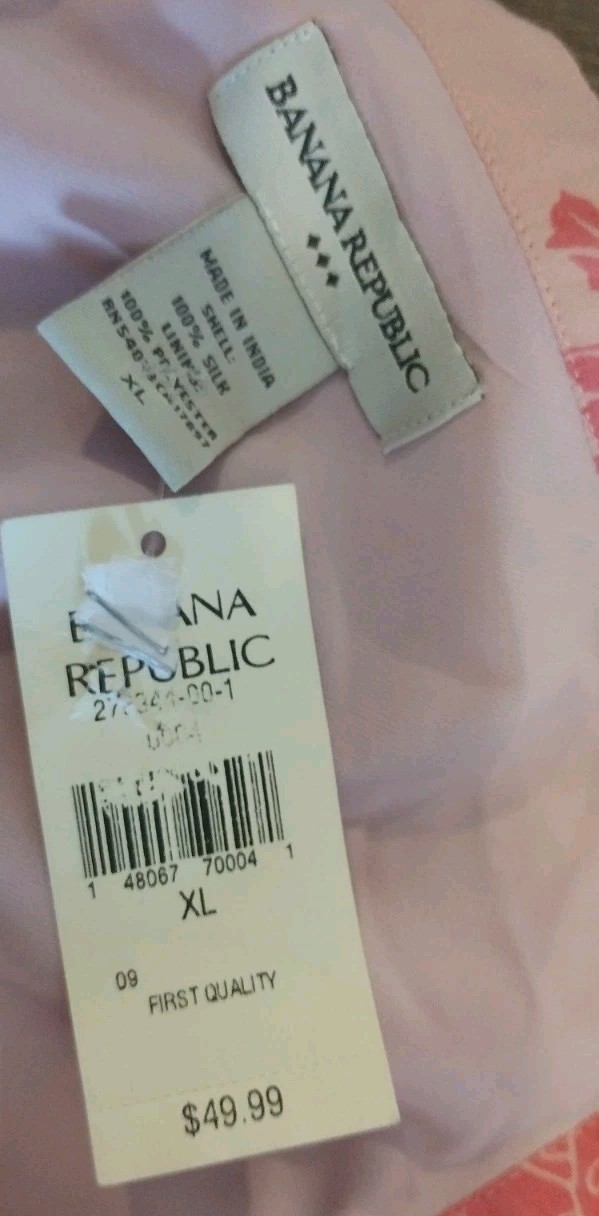 BANANA REPUBLIC
MADE IN INDIA
SHELL:
100% SILK
LINING
100% POLYESTER
XL
REPUBLIC
1 48067 70004 1
XL
09
FIRST QUALITY
$49.99